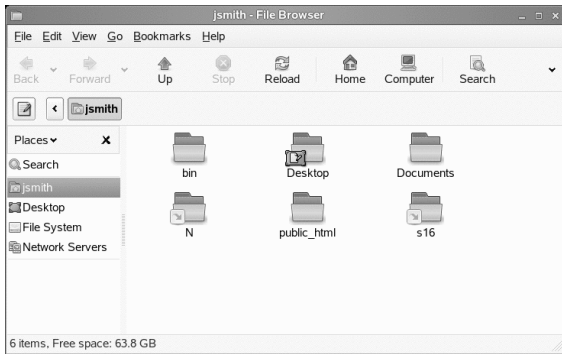 jsmith - File Browser
File Edit View Go Bookmarks Help
Back Forward Up Stop Reload Home Computer Search
jsmith
Places
Search
jsmith
Desktop
File System
Network Servers
bin Desktop Documents
N public_html s16
6 items, Free space: 63.8 GB